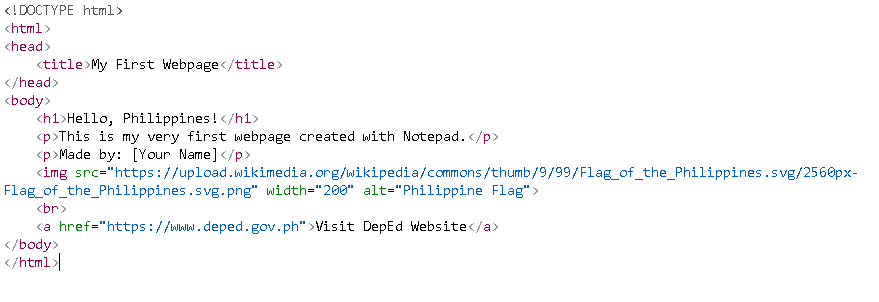 <!DOCTYPE html>
<html>
<head>
    <title>My First Webpage</title>
</head>
<body>
    <h1>Hello, Philippines!</h1>
    <p>This is my very first webpage created with Notepad.</p>
    <p>Made by: [Your Name]</p>
    <img src="https://upload.wikimedia.org/wikipedia/commons/thumb/9/99/Flag_of_the_Philippines.svg/2560px-
Flag_of_the_Philippines.svg.png" width="200" alt="Philippine Flag">
    <br>
    <a href="https://www.deped.gov.ph">Visit DepEd Website</a>
</body>
</html>